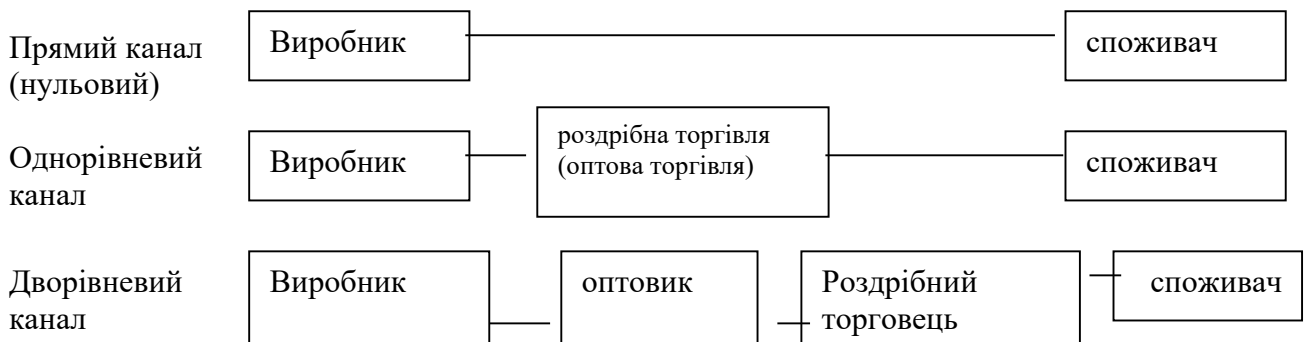 Прямий канал
(нульовий)
Виробник
споживач
Однорівневий
канал
Виробник
роздрібна торгівля
(оптова торгівля)
споживач
Дворівневий
канал
Виробник
оптовик
Роздрібний
торговець
споживач